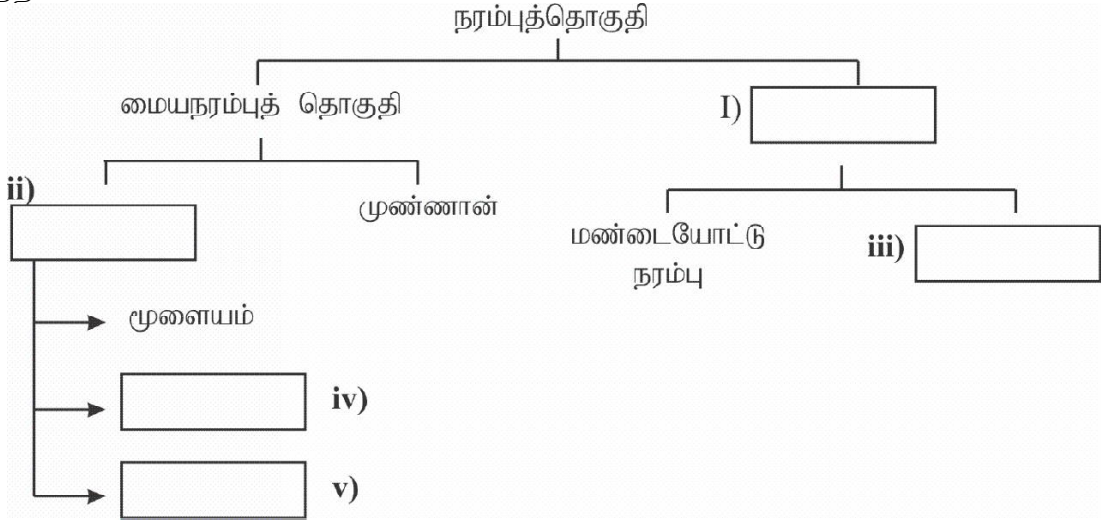 நரம்புத்தொகுதி
மையநரம்புத் தொகுதி
I)
ii)
முண்ணான்
மண்டையோட்டு
நரம்பு
iii)
மூளையம்
iv)
v)